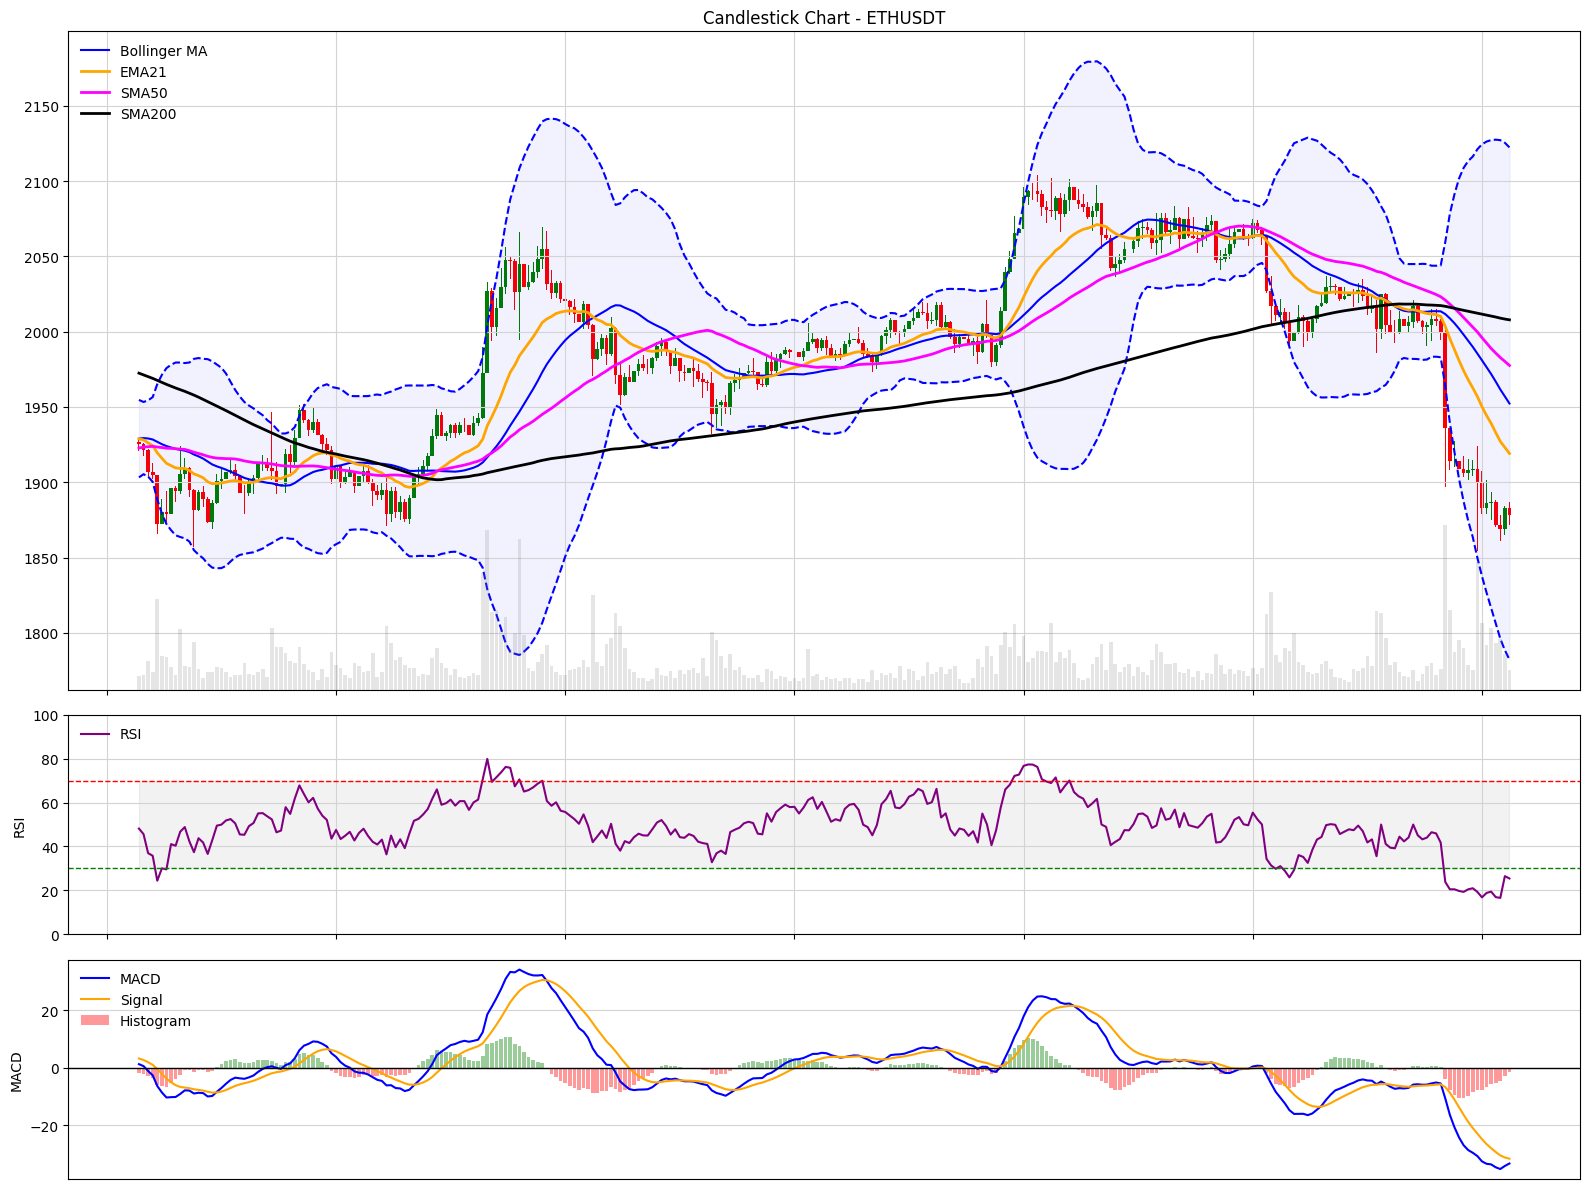 Candlestick Chart - ETHUSDT
Bollinger MA
EMA21
SMA50
SMA200
2150
2100
2050
2000
1950
1900
1850
1800
100
RSI
80
60
RSI
40
20
0
MACD
Signal
Histogram
20
0
MACD
−20